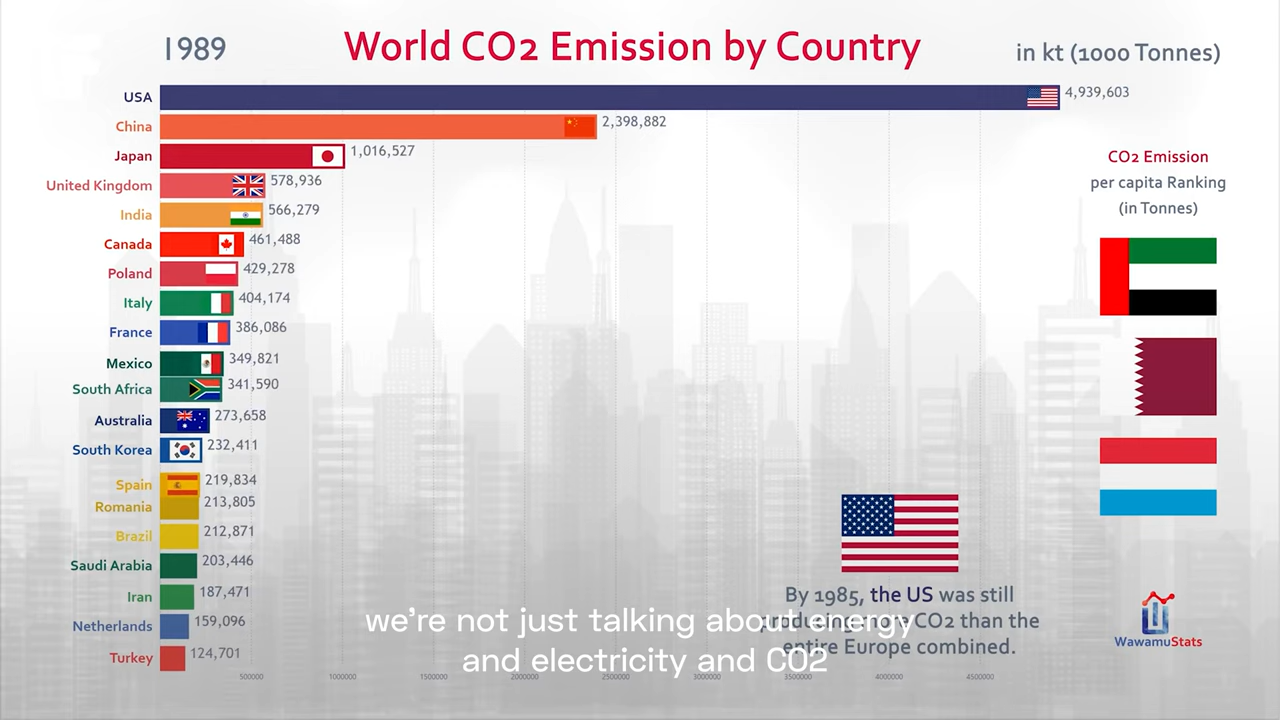 1989
World CO2 Emission by Country
in kt (1000 Tonnes)
USA 4,939,603
China 2,398,882
Japan 1,016,527
United Kingdom 578,936
India 566,279
Canada 461,488
Poland 429,278
Italy 404,174
France 386,086
Mexico 349,821
South Africa 341,590
Australia 273,658
South Korea 232,411
Spain 219,834
Romania 213,805
Brazil 212,871
Saudi Arabia 203,446
Iran 187,471
Netherlands 159,096
Turkey 124,701
500000 1000000 1500000 2000000 2500000 3000000 3500000 4000000 4500000
CO2 Emission
per capita Ranking
(in Tonnes)
By 1985, the US was still
producing more CO2 than the
entire Europe combined.
WawamuStats
we're not just talking about energy
and electricity and CO2